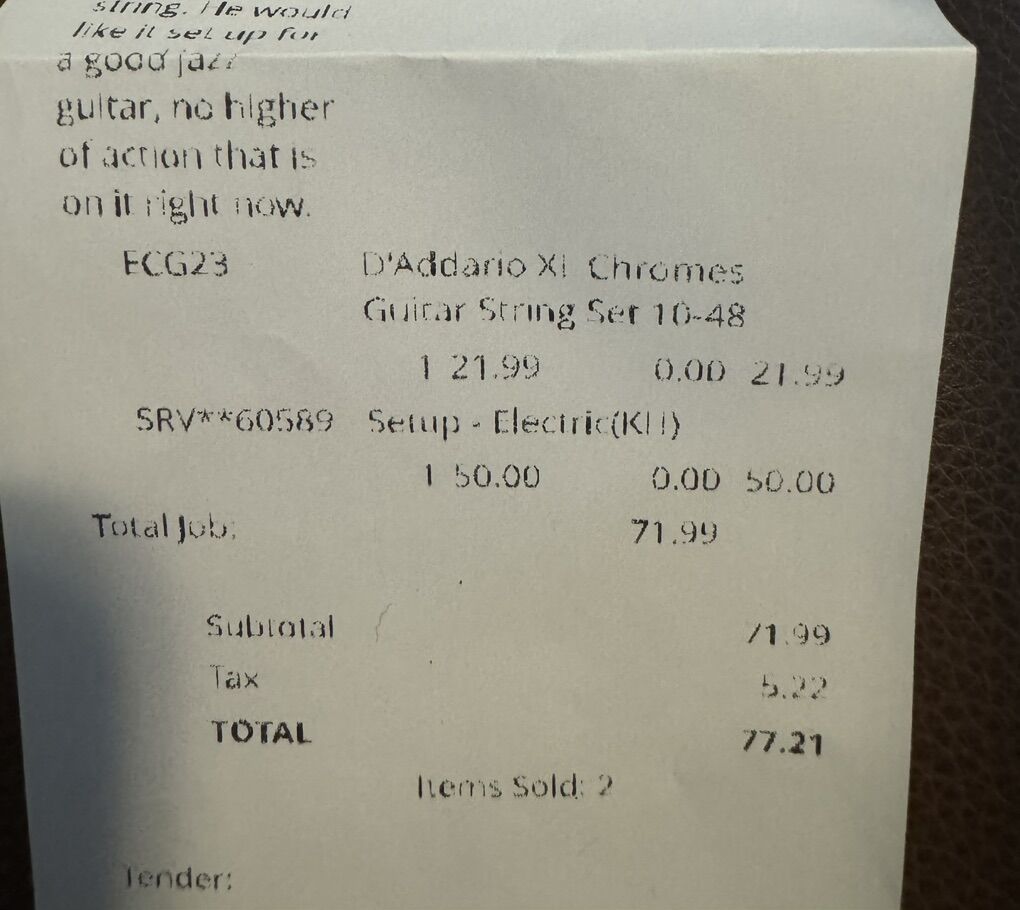 string. He would
like it set up for
a good jazz
guitar, no higher
of action that is
on it right now.
ECG23 D'Addario XL Chromes
Guitar String Set 10-48
1 21.99 0.00 21.99
SRV**60589 Setup - Electric(KH)
1 50.00 0.00 50.00
Total Job: 71.99
Subtotal 71.99
Tax 5.22
TOTAL 77.21
Items Sold: 2
Tender: